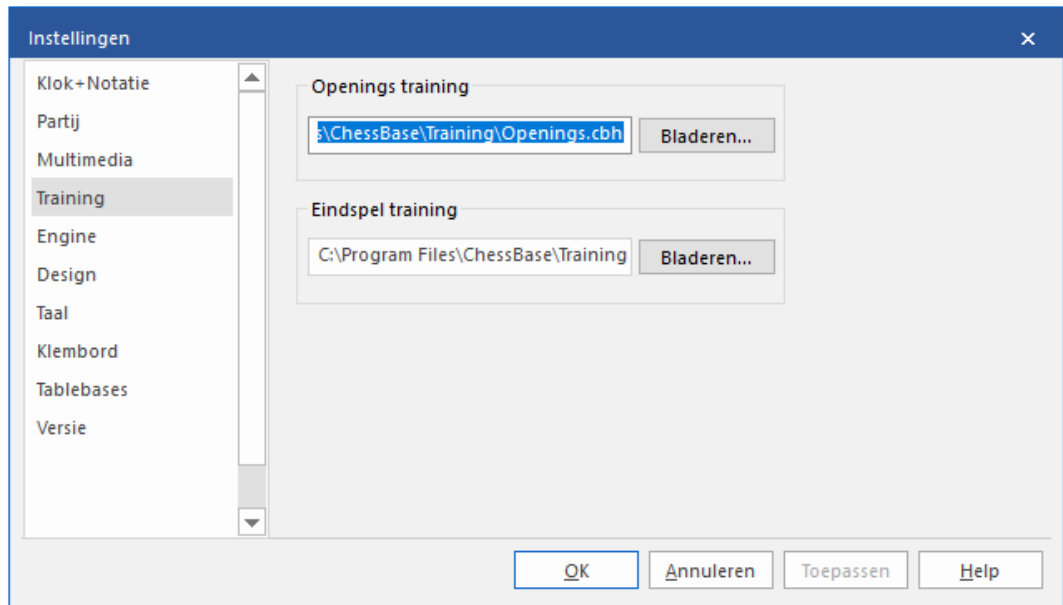 Instellingen
Klok+Notatie
Partij
Multimedia
Training
Engine
Design
Taal
Klembord
Tablebases
Versie
Openings training
s\ChessBase\Training\Openings.cbh
Bladeren...
Eindspel training
C:\Program Files\ChessBase\Training
Bladeren...
OK
Annuleren
Toepassen
Help